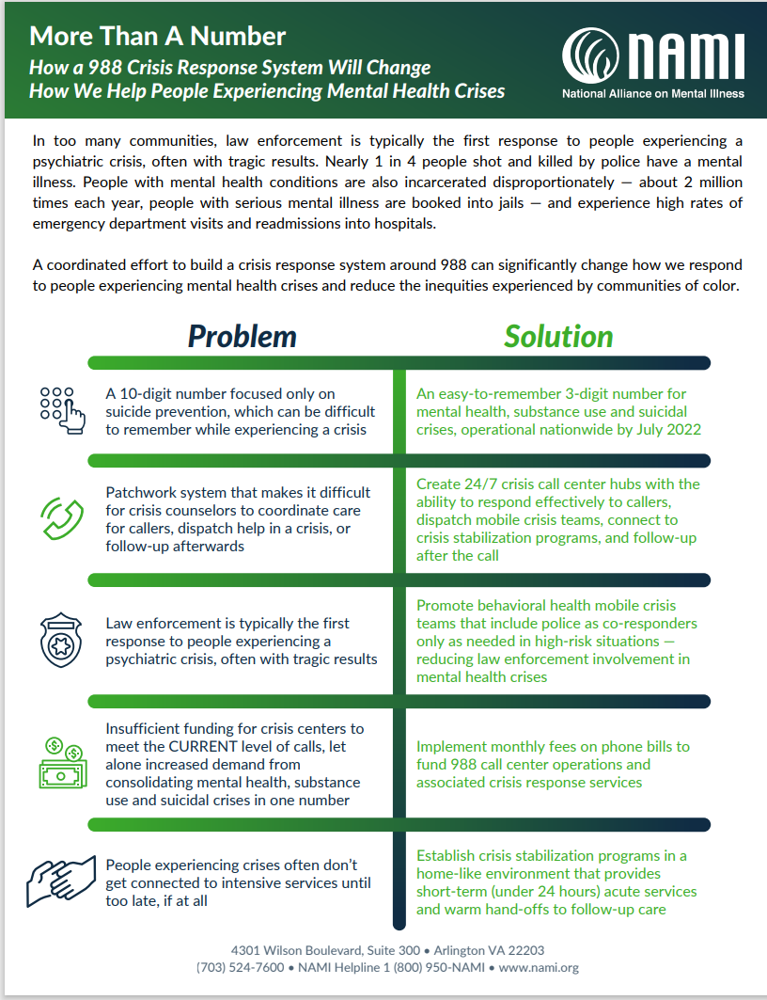 More Than A Number
How a 988 Crisis Response System Will Change
How We Help People Experiencing Mental Health Crises
NAMI
National Alliance on Mental Illness
In too many communities, law enforcement is typically the first response to people experiencing a
psychiatric crisis, often with tragic results. Nearly 1 in 4 people shot and killed by police have a mental
illness. People with mental health conditions are also incarcerated disproportionately — about 2 million
times each year, people with serious mental illness are booked into jails — and experience high rates of
emergency department visits and readmissions into hospitals.
A coordinated effort to build a crisis response system around 988 can significantly change how we respond
to people experiencing mental health crises and reduce the inequities experienced by communities of color.
Problem
Solution
A 10-digit number focused only on
suicide prevention, which can be difficult
to remember while experiencing a crisis
An easy-to-remember 3-digit number for
mental health, substance use and suicidal
crises, operational nationwide by July 2022
Patchwork system that makes it difficult
for crisis counselors to coordinate care
for callers, dispatch help in a crisis, or
follow-up afterwards
Create 24/7 crisis call center hubs with the
ability to respond effectively to callers,
dispatch mobile crisis teams, connect to
crisis stabilization programs, and follow-up
after the call
Law enforcement is typically the first
response to people experiencing a
psychiatric crisis, often with tragic results
Promote behavioral health mobile crisis
teams that include police as co-responders
only as needed in high-risk situations —
reducing law enforcement involvement in
mental health crises
Insufficient funding for crisis centers to
meet the CURRENT level of calls, let
alone increased demand from
consolidating mental health, substance
use and suicidal crises in one number
Implement monthly fees on phone bills to
fund 988 call center operations and
associated crisis response services
People experiencing crises often don't
get connected to intensive services until
too late, if at all
Establish crisis stabilization programs in a
home-like environment that provides
short-term (under 24 hours) acute services
and warm hand-offs to follow-up care
4301 Wilson Boulevard, Suite 300 • Arlington VA 22203
(703) 524-7600 • NAMI Helpline 1 (800) 950-NAMI • www.nami.org